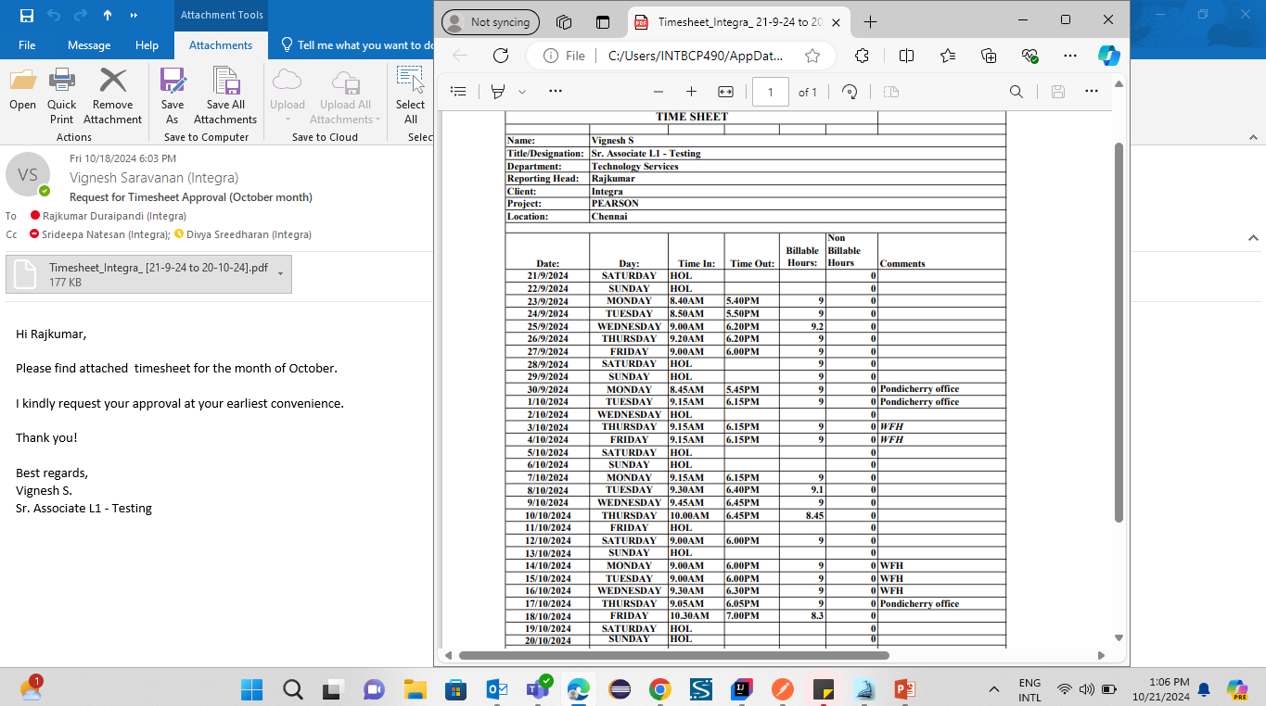 Attachment Tools
File Message Help Attachments Tell me what you want to do
Open Quick Print Remove Attachment Save As Save All Attachments Upload Upload All Attachments Select All
Actions Save to Computer Save to Cloud Selec
VS
Fri 10/18/2024 6:03 PM
Vignesh Saravanan (Integra)
Request for Timesheet Approval (October month)
To Rajkumar Duraipandi (Integra)
Cc Srideepa Natesan (Integra); Divya Sreedharan (Integra)
Timesheet_Integra_ [21-9-24 to 20-10-24].pdf
177 KB
Hi Rajkumar,
Please find attached timesheet for the month of October.
I kindly request your approval at your earliest convenience.
Thank you!
Best regards,
Vignesh S.
Sr. Associate L1 - Testing
Not syncing Timesheet_Integra_ 21-9-24 to 20
File C:/Users/INTBCP490/AppDat...
1 of 1
TIME SHEET
Name: Vignesh S
Title/Designation: Sr. Associate L1 - Testing
Department: Technology Services
Reporting Head: Rajkumar
Client: Integra
Project: PEARSON
Location: Chennai
Date: Day: Time In: Time Out: Billable Hours: Non Billable Hours Comments
21/9/2024 SATURDAY HOL 0
22/9/2024 SUNDAY HOL 0
23/9/2024 MONDAY 8.40AM 5.40PM 9 0
24/9/2024 TUESDAY 8.50AM 5.50PM 9 0
25/9/2024 WEDNESDAY 9.00AM 6.20PM 9.2 0
26/9/2024 THURSDAY 9.20AM 6.20PM 9 0
27/9/2024 FRIDAY 9.00AM 6.00PM 9 0
28/9/2024 SATURDAY HOL 9 0
29/9/2024 SUNDAY HOL 9 0
30/9/2024 MONDAY 8.45AM 5.45PM 9 0 Pondicherry office
1/10/2024 TUESDAY 9.15AM 6.15PM 9 0 Pondicherry office
2/10/2024 WEDNESDAY HOL 0
3/10/2024 THURSDAY 9.15AM 6.15PM 9 0 WFH
4/10/2024 FRIDAY 9.15AM 6.15PM 9 0 WFH
5/10/2024 SATURDAY HOL 0
6/10/2024 SUNDAY HOL 0
7/10/2024 MONDAY 9.15AM 6.15PM 9 0
8/10/2024 TUESDAY 9.30AM 6.40PM 9.1 0
9/10/2024 WEDNESDAY 9.45AM 6.45PM 9 0
10/10/2024 THURSDAY 10.00AM 6.45PM 8.45 0
11/10/2024 FRIDAY HOL 0
12/10/2024 SATURDAY 9.00AM 6.00PM 9 0
13/10/2024 SUNDAY HOL 0
14/10/2024 MONDAY 9.00AM 6.00PM 9 0 WFH
15/10/2024 TUESDAY 9.00AM 6.00PM 9 0 WFH
16/10/2024 WEDNESDAY 9.30AM 6.30PM 9 0 WFH
17/10/2024 THURSDAY 9.05AM 6.05PM 9 0 Pondicherry office
18/10/2024 FRIDAY 10.30AM 7.00PM 8.3 0
19/10/2024 SATURDAY HOL 0
20/10/2024 SUNDAY HOL 0
1 ENG INTL 1:06 PM 10/21/2024 PRE